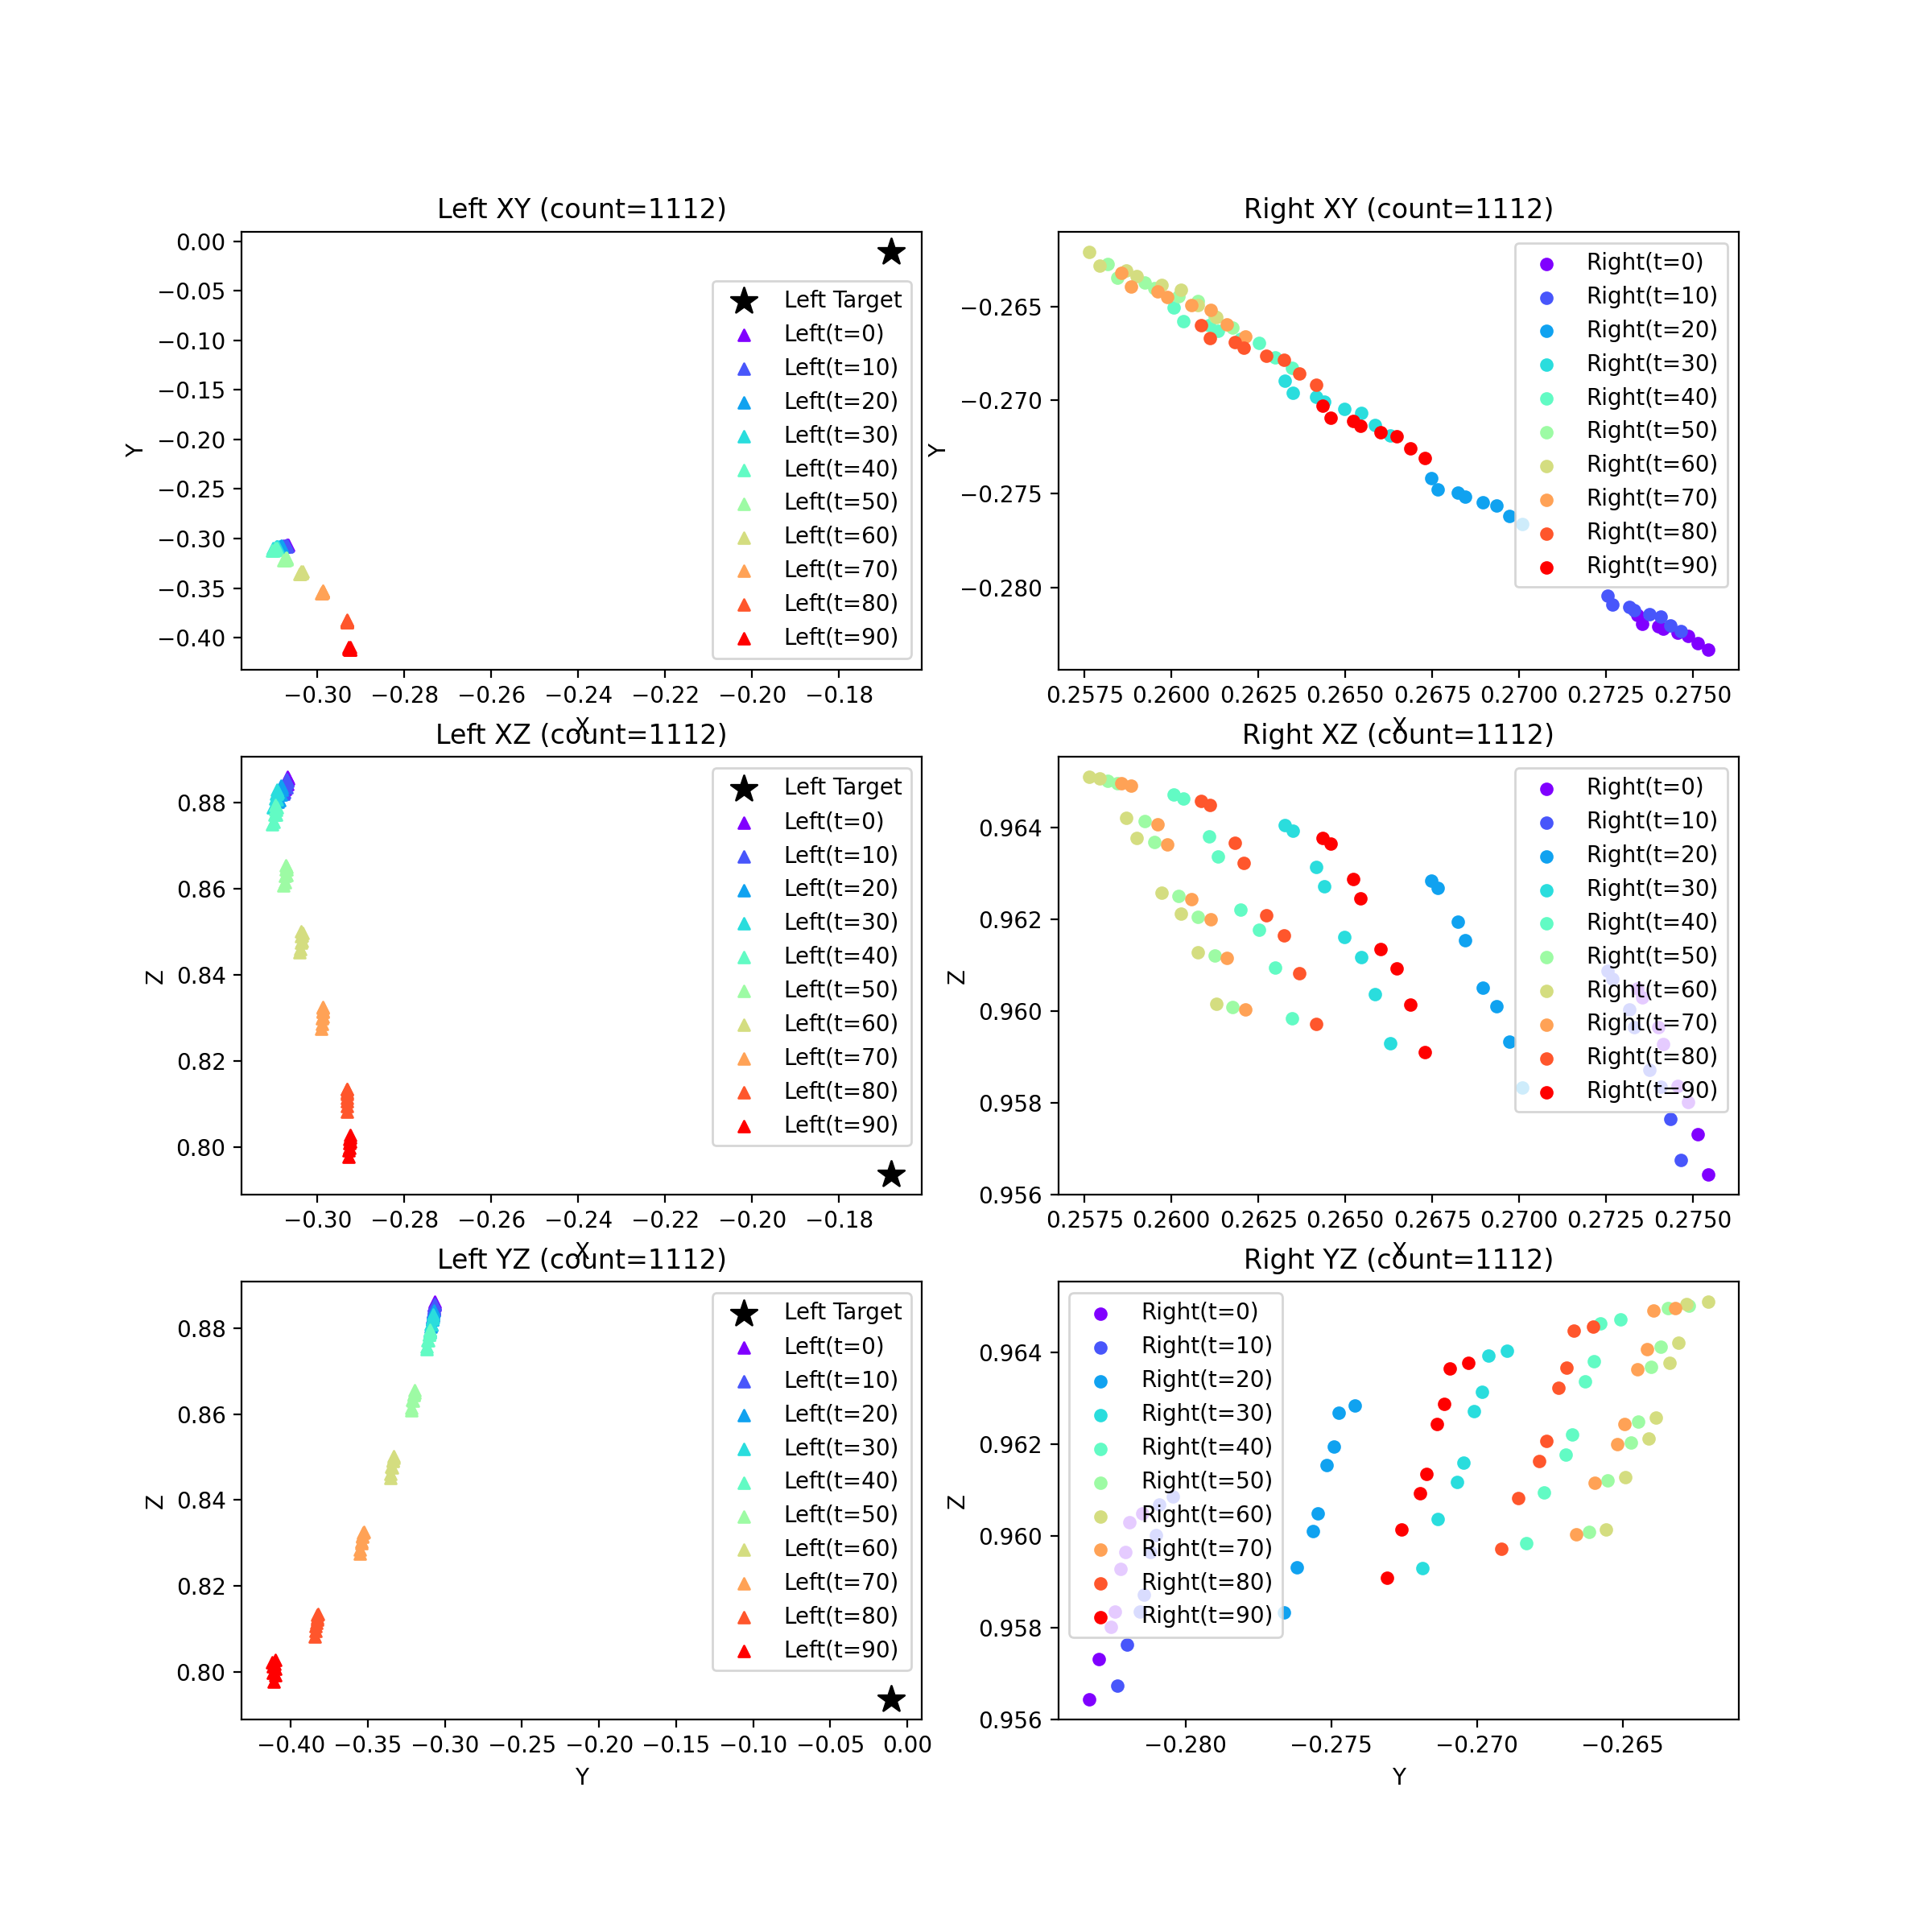 Left XY (count=1112)
0.00
−0.05
−0.10
−0.15
−0.20
−0.25
−0.30
−0.35
−0.40
Y
Left Target
Left(t=0)
Left(t=10)
Left(t=20)
Left(t=30)
Left(t=40)
Left(t=50)
Left(t=60)
Left(t=70)
Left(t=80)
Left(t=90)
−0.30 −0.28 −0.26 −0.24 −0.22 −0.20 −0.18
X
Right XY (count=1112)
−0.265
−0.270
−0.275
−0.280
Y
Right(t=0)
Right(t=10)
Right(t=20)
Right(t=30)
Right(t=40)
Right(t=50)
Right(t=60)
Right(t=70)
Right(t=80)
Right(t=90)
0.2575 0.2600 0.2625 0.2650 0.2675 0.2700 0.2725 0.2750
X
Left XZ (count=1112)
0.88
0.86
0.84
0.82
0.80
Z
Left Target
Left(t=0)
Left(t=10)
Left(t=20)
Left(t=30)
Left(t=40)
Left(t=50)
Left(t=60)
Left(t=70)
Left(t=80)
Left(t=90)
−0.30 −0.28 −0.26 −0.24 −0.22 −0.20 −0.18
X
Right XZ (count=1112)
0.964
0.962
0.960
0.958
0.956
Z
Right(t=0)
Right(t=10)
Right(t=20)
Right(t=30)
Right(t=40)
Right(t=50)
Right(t=60)
Right(t=70)
Right(t=80)
Right(t=90)
0.2575 0.2600 0.2625 0.2650 0.2675 0.2700 0.2725 0.2750
X
Left YZ (count=1112)
0.88
0.86
0.84
0.82
0.80
Z
Left Target
Left(t=0)
Left(t=10)
Left(t=20)
Left(t=30)
Left(t=40)
Left(t=50)
Left(t=60)
Left(t=70)
Left(t=80)
Left(t=90)
−0.40 −0.35 −0.30 −0.25 −0.20 −0.15 −0.10 −0.05 0.00
Y
Right YZ (count=1112)
0.964
0.962
0.960
0.958
0.956
Z
Right(t=0)
Right(t=10)
Right(t=20)
Right(t=30)
Right(t=40)
Right(t=50)
Right(t=60)
Right(t=70)
Right(t=80)
Right(t=90)
−0.280 −0.275 −0.270 −0.265
Y